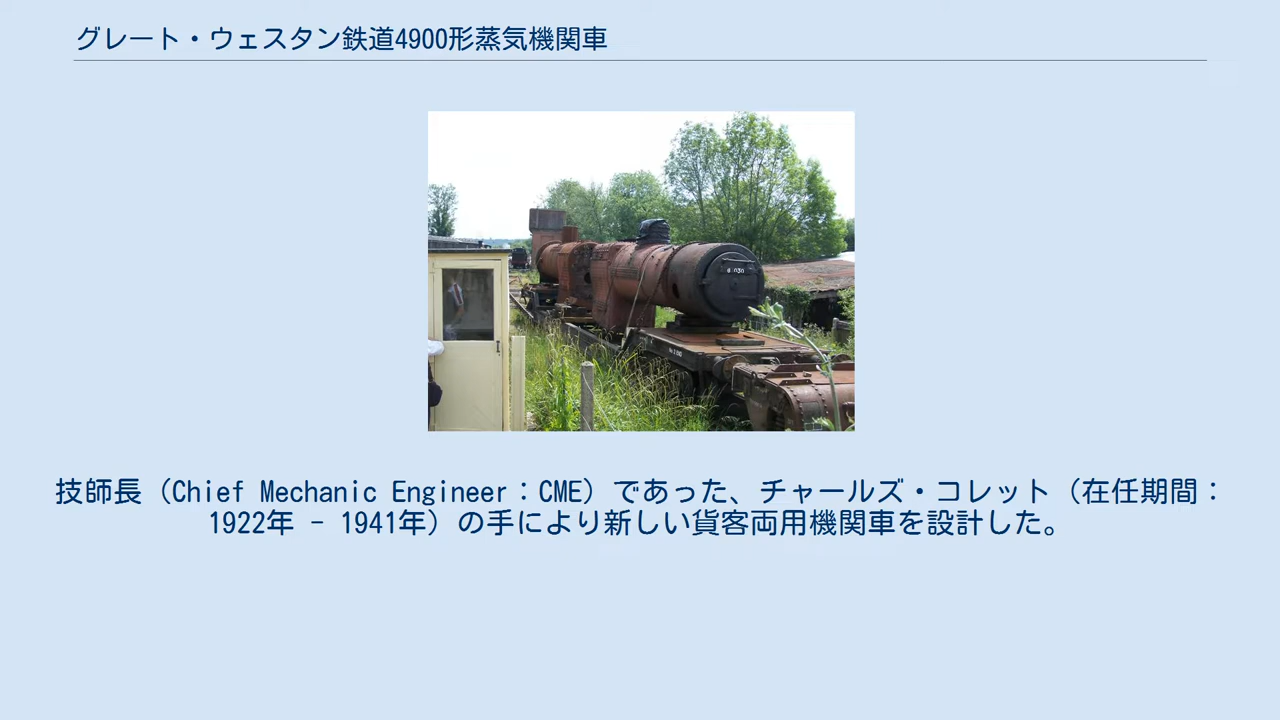 グレート・ウェスタン鉄道4900形蒸気機関車
技師長（Chief Mechanic Engineer：CME）であった、チャールズ・コレット（在任期間：
1922年 - 1941年）の手により新しい貨客両用機関車を設計した。